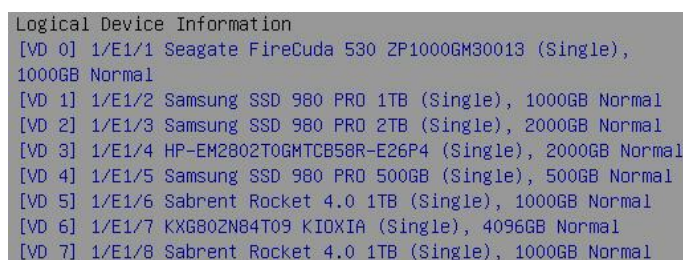 Logical Device Information
[VD 0] 1/E1/1 Seagate FireCuda 530 ZP1000GM30013 (Single),
1000GB Normal
[VD 1] 1/E1/2 Samsung SSD 980 PRO 1TB (Single), 1000GB Normal
[VD 2] 1/E1/3 Samsung SSD 980 PRO 2TB (Single), 2000GB Normal
[VD 3] 1/E1/4 HP-EM2802T0GMTCB58R-E26P4 (Single), 2000GB Normal
[VD 4] 1/E1/5 Samsung SSD 980 PRO 500GB (Single), 500GB Normal
[VD 5] 1/E1/6 Sabrent Rocket 4.0 1TB (Single), 1000GB Normal
[VD 6] 1/E1/7 KXG80ZN84T09 KIOXIA (Single), 4096GB Normal
[VD 7] 1/E1/8 Sabrent Rocket 4.0 1TB (Single), 1000GB Normal